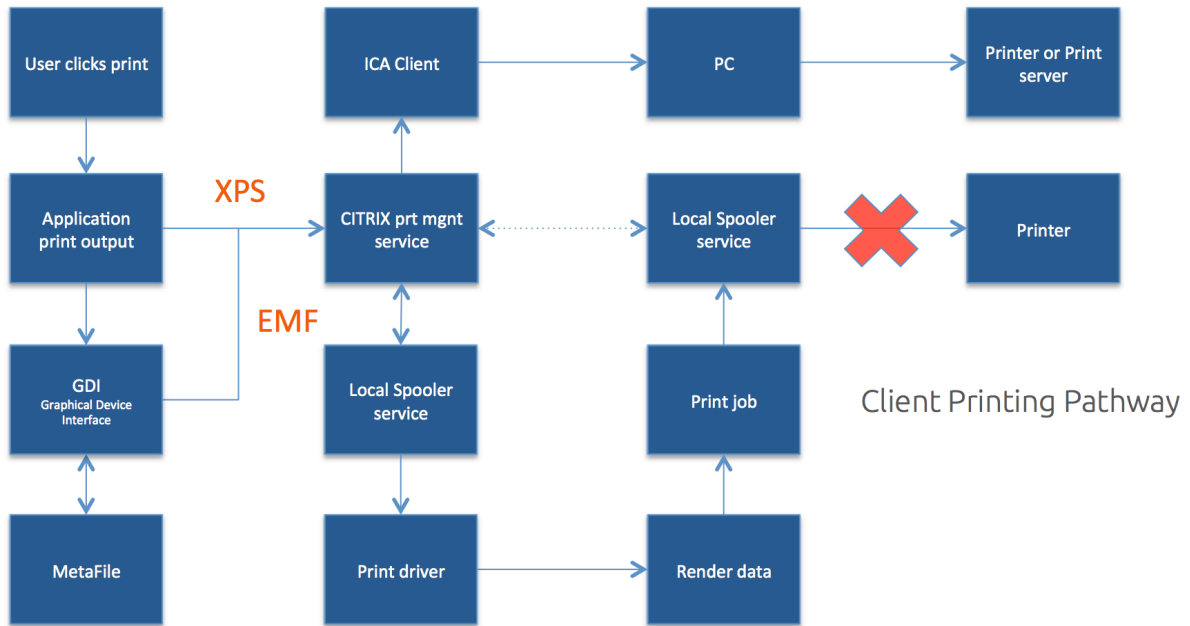 User clicks print
ICA Client
PC
Printer or Print
server
Application
print output
XPS
CITRIX prt mgnt
service
Local Spooler
service
Printer
EMF
GDI
Graphical Device
Interface
Local Spooler
service
Print job
Client Printing Pathway
MetaFile
Print driver
Render data